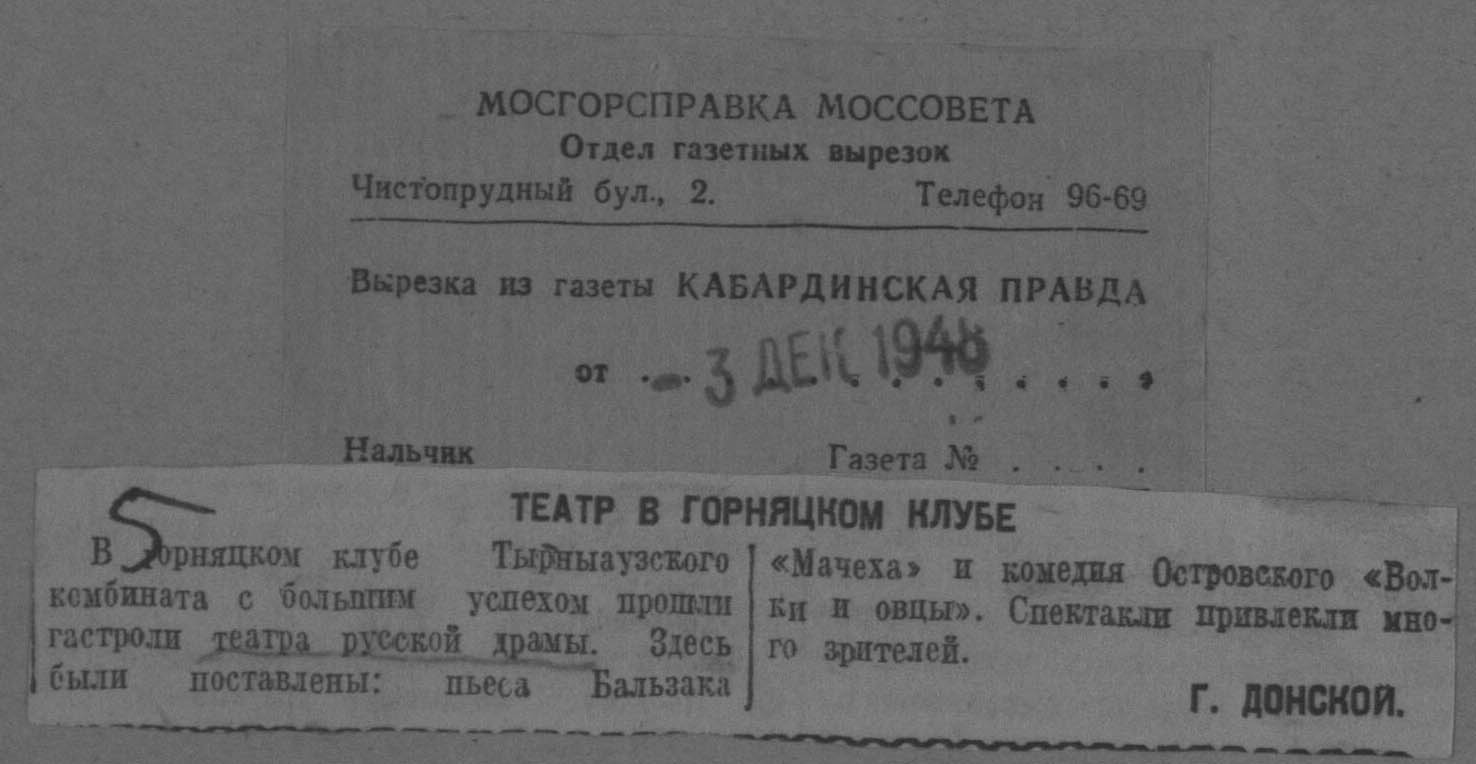 МОСГОРСПРАВКА МОССОВЕТА
Отдел газетных вырезок
Чистопрудный бул., 2. Телефон 96-69
Вырезка из газеты КАБАРДИНСКАЯ ПРАВДА
от . . 3 ДЕК 1948 . . . .
Нальчик Газета № . . . .
5
ТЕАТР В ГОРНЯЦКОМ КЛУБЕ
В горняцком клубе Тырныаузского
комбината с большим успехом прошли
гастроли театра русской драмы. Здесь
были поставлены: пьеса Бальзака
«Мачеха» и комедия Островского «Вол-
ки и овцы». Спектакли привлекли мно-
го зрителей.
Г. ДОНСКОЙ.